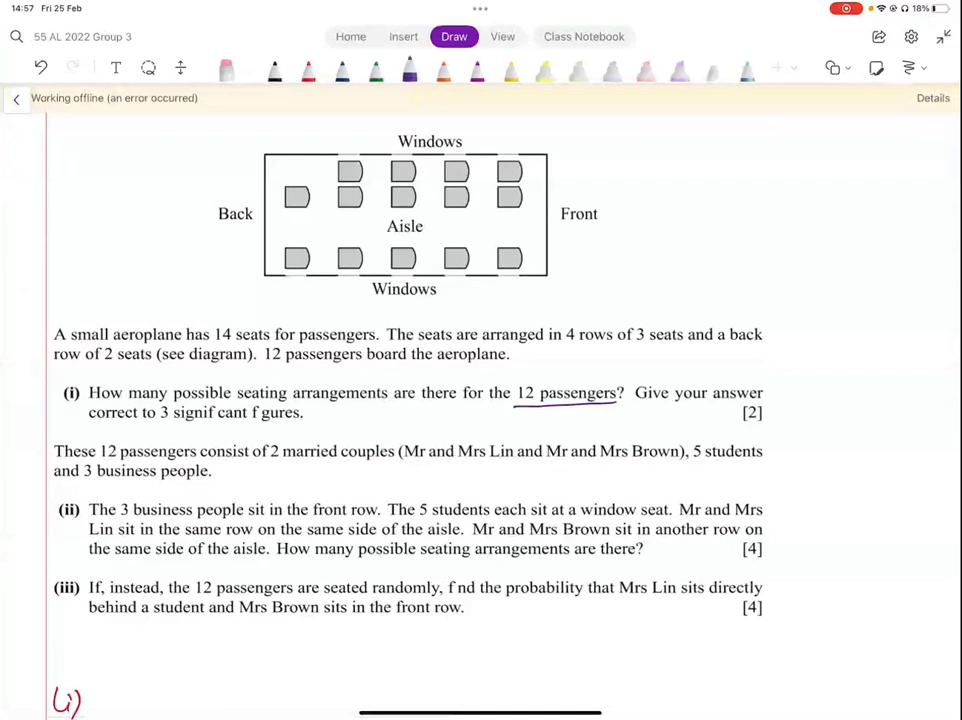 14:57 Fri 25 Feb
18%
55 AL 2022 Group 3
Home Insert Draw View Class Notebook
Working offline (an error occurred)
Details
Windows
Back
Aisle
Front
Windows
A small aeroplane has 14 seats for passengers. The seats are arranged in 4 rows of 3 seats and a back
row of 2 seats (see diagram). 12 passengers board the aeroplane.
(i) How many possible seating arrangements are there for the 12 passengers? Give your answer
correct to 3 signif cant f gures. [2]
These 12 passengers consist of 2 married couples (Mr and Mrs Lin and Mr and Mrs Brown), 5 students
and 3 business people.
(ii) The 3 business people sit in the front row. The 5 students each sit at a window seat. Mr and Mrs
Lin sit in the same row on the same side of the aisle. Mr and Mrs Brown sit in another row on
the same side of the aisle. How many possible seating arrangements are there? [4]
(iii) If, instead, the 12 passengers are seated randomly, f nd the probability that Mrs Lin sits directly
behind a student and Mrs Brown sits in the front row. [4]
(i)